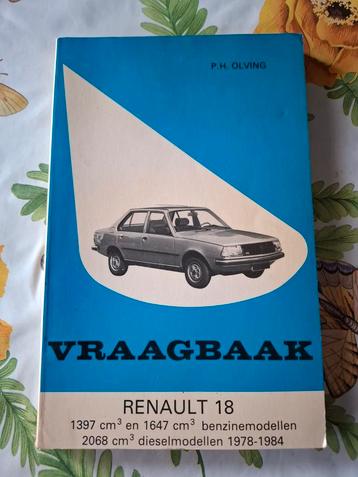 P.H. OLVING
VRAAGBAAK
RENAULT 18
1397 cm³ en 1647 cm³ benzinemodellen
2068 cm³ dieselmodellen 1978-1984